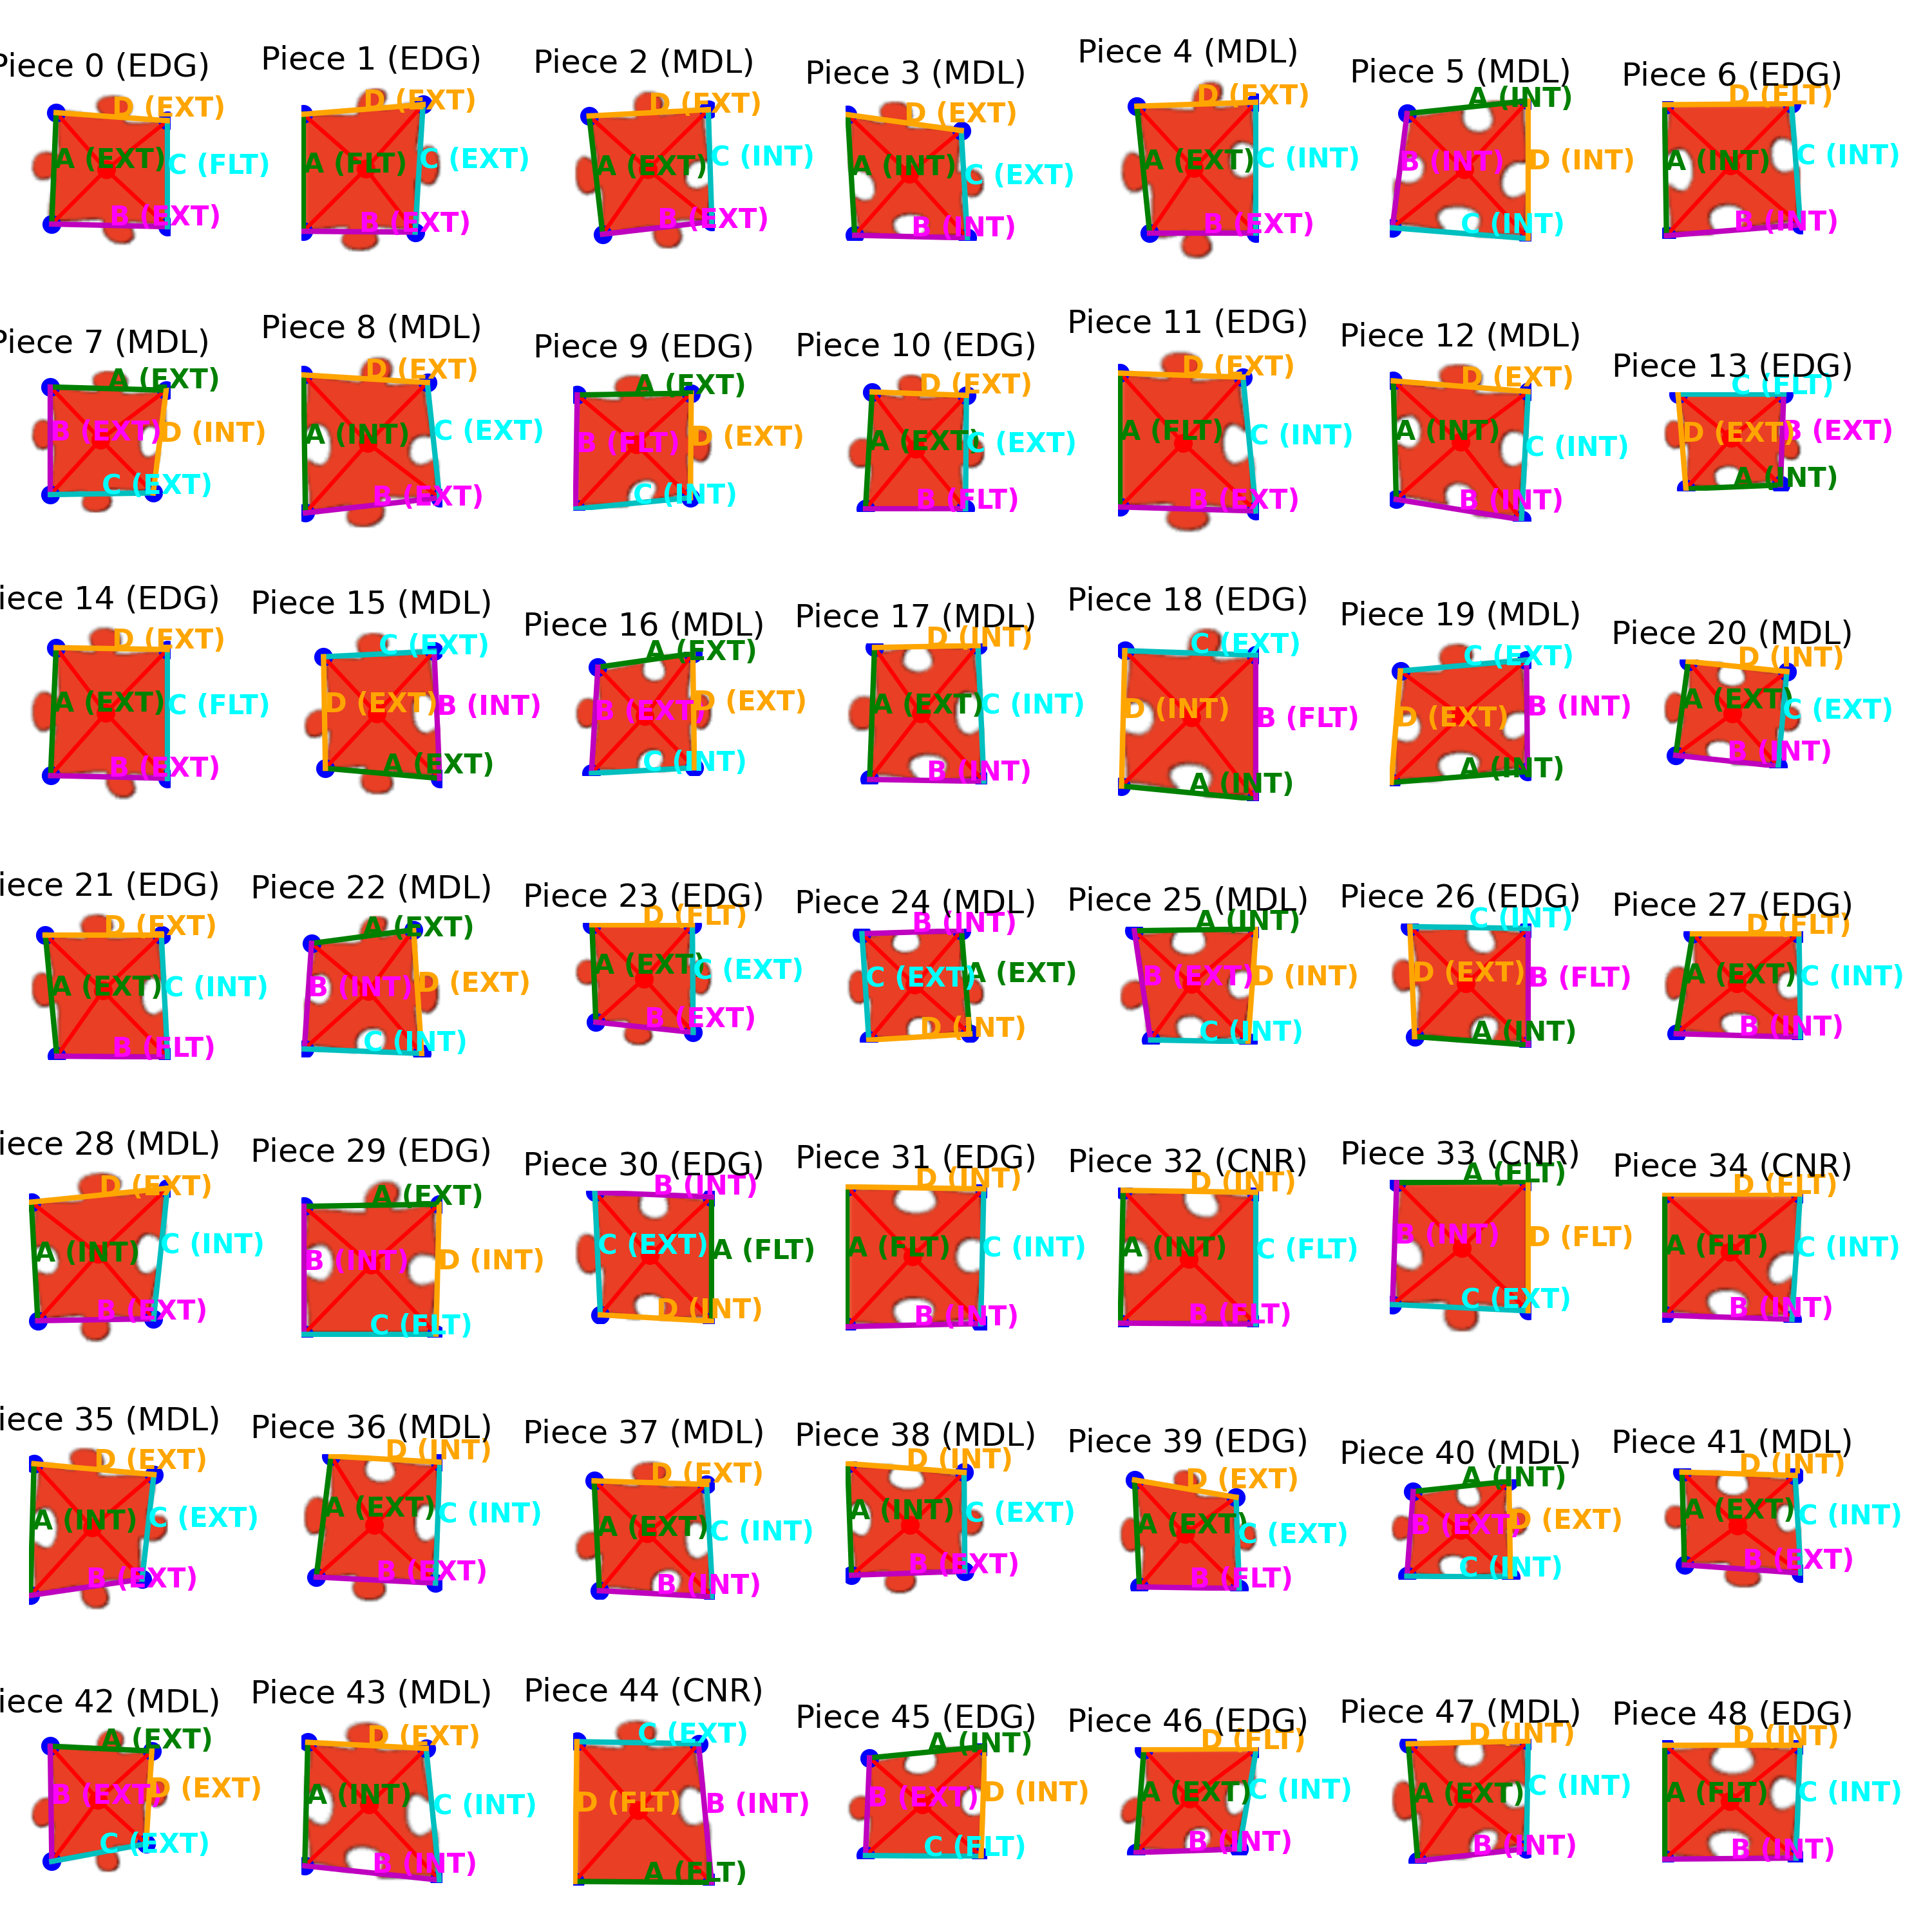 Piece 0 (EDG)
D (EXT)
A (EXT)
C (FLT)
B (EXT)
Piece 1 (EDG)
D (EXT)
A (FLT)
C (EXT)
B (EXT)
Piece 2 (MDL)
D (EXT)
A (EXT)
C (INT)
B (EXT)
Piece 3 (MDL)
D (EXT)
A (INT)
C (EXT)
B (INT)
Piece 4 (MDL)
D (EXT)
A (EXT)
C (INT)
B (EXT)
Piece 5 (MDL)
A (INT)
B (INT)
D (INT)
C (INT)
Piece 6 (EDG)
D (FLT)
A (INT)
C (INT)
B (INT)
Piece 7 (MDL)
A (EXT)
B (EXT)
D (INT)
C (EXT)
Piece 8 (MDL)
D (EXT)
A (INT)
C (EXT)
B (EXT)
Piece 9 (EDG)
A (EXT)
B (FLT)
D (EXT)
C (INT)
Piece 10 (EDG)
D (EXT)
A (EXT)
C (EXT)
B (FLT)
Piece 11 (EDG)
D (EXT)
A (FLT)
C (INT)
B (EXT)
Piece 12 (MDL)
D (EXT)
A (INT)
C (INT)
B (INT)
Piece 13 (EDG)
C (FLT)
D (EXT)
B (EXT)
A (INT)
iece 14 (EDG)
D (EXT)
A (EXT)
C (FLT)
B (EXT)
Piece 15 (MDL)
C (EXT)
D (EXT)
B (INT)
A (EXT)
Piece 16 (MDL)
A (EXT)
B (EXT)
D (EXT)
C (INT)
Piece 17 (MDL)
D (INT)
A (EXT)
C (INT)
B (INT)
Piece 18 (EDG)
C (EXT)
D (INT)
B (FLT)
A (INT)
Piece 19 (MDL)
C (EXT)
D (EXT)
B (INT)
A (INT)
Piece 20 (MDL)
D (INT)
A (EXT)
C (EXT)
B (INT)
iece 21 (EDG)
D (EXT)
A (EXT)
C (INT)
B (FLT)
Piece 22 (MDL)
A (EXT)
B (INT)
D (EXT)
C (INT)
Piece 23 (EDG)
D (FLT)
A (EXT)
C (EXT)
B (EXT)
Piece 24 (MDL)
B (INT)
C (EXT)
A (EXT)
D (INT)
Piece 25 (MDL)
A (INT)
B (EXT)
D (INT)
C (INT)
Piece 26 (EDG)
C (INT)
D (EXT)
B (FLT)
A (INT)
Piece 27 (EDG)
D (FLT)
A (EXT)
C (INT)
B (INT)
iece 28 (MDL)
D (EXT)
A (INT)
C (INT)
B (EXT)
Piece 29 (EDG)
A (EXT)
B (INT)
D (INT)
C (FLT)
Piece 30 (EDG)
B (INT)
C (EXT)
A (FLT)
D (INT)
Piece 31 (EDG)
D (INT)
A (FLT)
C (INT)
B (INT)
Piece 32 (CNR)
D (INT)
A (INT)
C (FLT)
B (FLT)
Piece 33 (CNR)
A (FLT)
B (INT)
D (FLT)
C (EXT)
Piece 34 (CNR)
D (FLT)
A (FLT)
C (INT)
B (INT)
iece 35 (MDL)
D (EXT)
A (INT)
C (EXT)
B (EXT)
Piece 36 (MDL)
D (INT)
A (EXT)
C (INT)
B (EXT)
Piece 37 (MDL)
D (EXT)
A (EXT)
C (INT)
B (INT)
Piece 38 (MDL)
D (INT)
A (INT)
C (EXT)
B (EXT)
Piece 39 (EDG)
D (EXT)
A (EXT)
C (EXT)
B (FLT)
Piece 40 (MDL)
A (INT)
B (EXT)
D (EXT)
C (INT)
Piece 41 (MDL)
D (INT)
A (EXT)
C (INT)
B (EXT)
iece 42 (MDL)
A (EXT)
B (EXT)
D (EXT)
C (EXT)
Piece 43 (MDL)
D (EXT)
A (INT)
C (INT)
B (INT)
Piece 44 (CNR)
C (EXT)
D (FLT)
B (INT)
A (FLT)
Piece 45 (EDG)
A (INT)
B (EXT)
D (INT)
C (FLT)
Piece 46 (EDG)
D (FLT)
A (EXT)
C (INT)
B (INT)
Piece 47 (MDL)
D (INT)
A (EXT)
C (INT)
B (INT)
Piece 48 (EDG)
D (INT)
A (FLT)
C (INT)
B (INT)